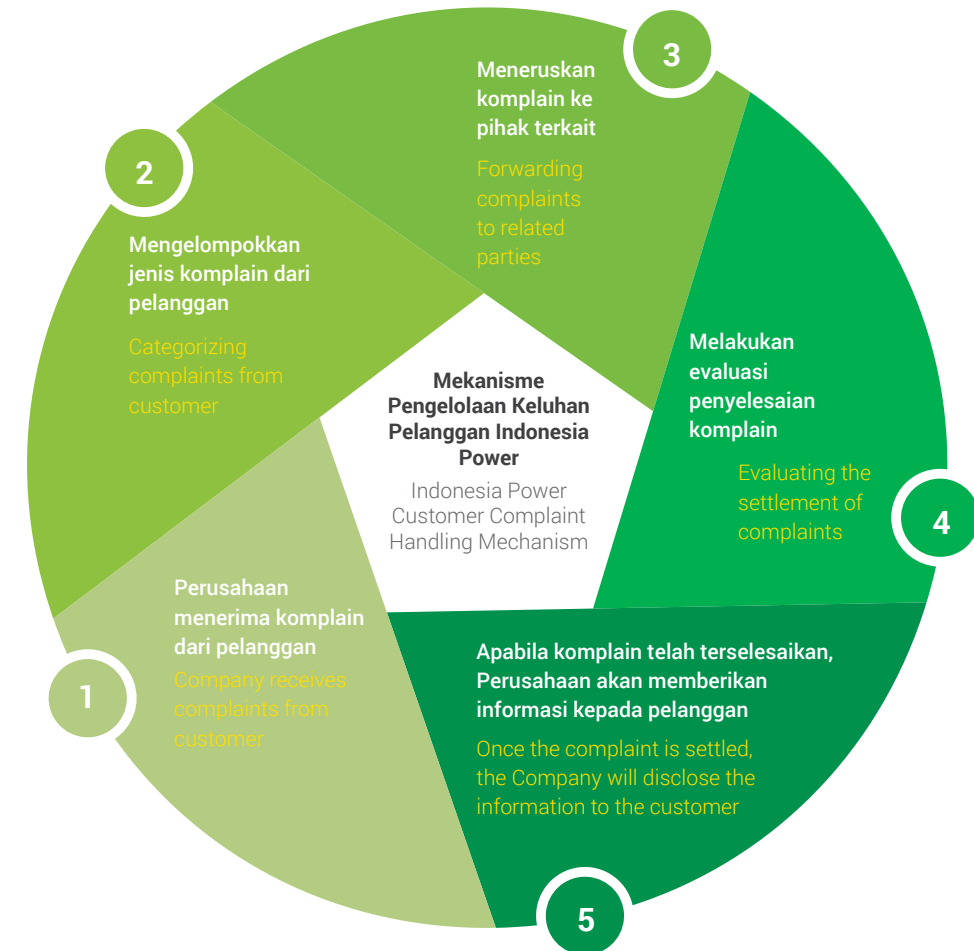 Mekanisme
Pengelolaan Keluhan
Pelanggan Indonesia
Power
Indonesia Power
Customer Complaint
Handling Mechanism
1
Perusahaan
menerima komplain
dari pelanggan
Company receives
complaints from
customer
2
Mengelompokkan
jenis komplain dari
pelanggan
Categorizing
complaints from
customer
3
Meneruskan
komplain ke
pihak terkait
Forwarding
complaints
to related
parties
4
Melakukan
evaluasi
penyelesaian
komplain
Evaluating the
settlement of
complaints
5
Apabila komplain telah terselesaikan,
Perusahaan akan memberikan
informasi kepada pelanggan
Once the complaint is settled,
the Company will disclose the
information to the customer